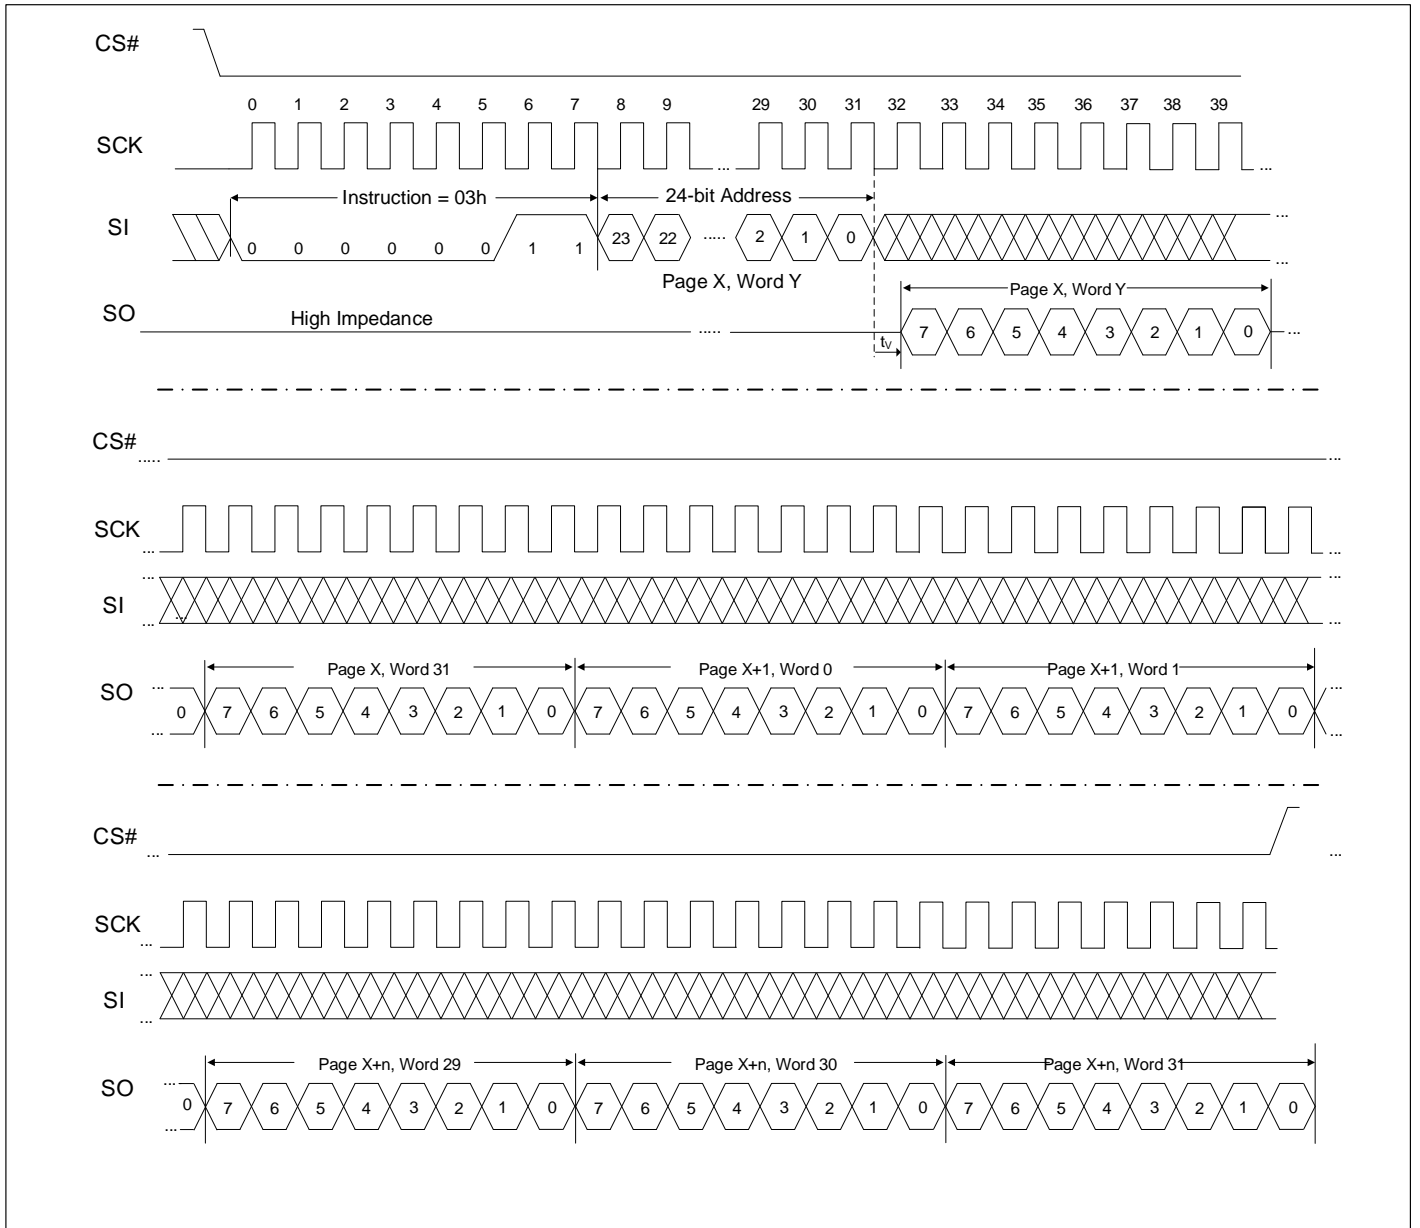 CS#
0 1 2 3 4 5 6 7 8 9 29 30 31 32 33 34 35 36 37 38 39
SCK
... ...
Instruction = 03h 24-bit Address
SI
...
0 0 0 0 0 0 1 1 23 22 ..... 2 1 0
...
Page X, Word Y
Page X, Word Y
SO
High Impedance ..... 7 6 5 4 3 2 1 0 ...
tV
CS#
..... ...
SCK
... ...
... ...
SI
... ... ...
Page X, Word 31 Page X+1, Word 0 Page X+1, Word 1
SO
... ...
0 7 6 5 4 3 2 1 0 7 6 5 4 3 2 1 0 7 6 5 4 3 2 1 0
... ...
CS#
... ...
SCK
...
...
SI
...
Page X+n, Word 29 Page X+n, Word 30 Page X+n, Word 31
SO
...
0 7 6 5 4 3 2 1 0 7 6 5 4 3 2 1 0 7 6 5 4 3 2 1 0
...